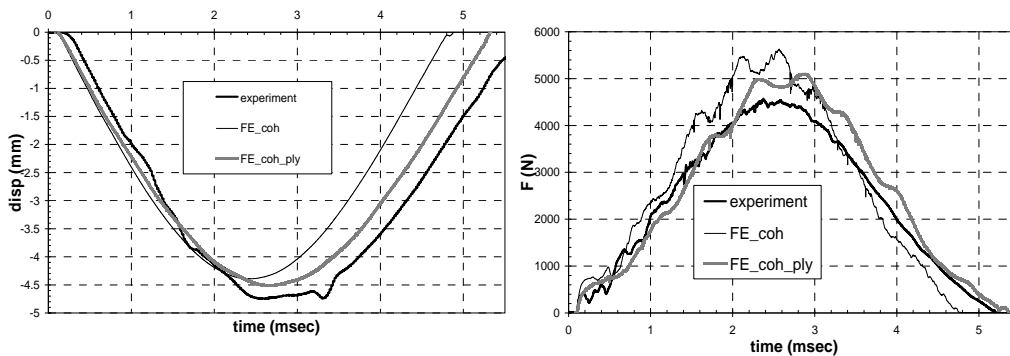 0 1 2 3 4 5
0
-0.5
-1
-1.5
-2
-2.5
-3
-3.5
-4
-4.5
-5
disp (mm)
experiment
FE_coh
FE_coh_ply
time (msec)
6000
5000
4000
3000
2000
1000
0
F (N)
experiment
FE_coh
FE_coh_ply
0 1 2 3 4 5
time (msec)